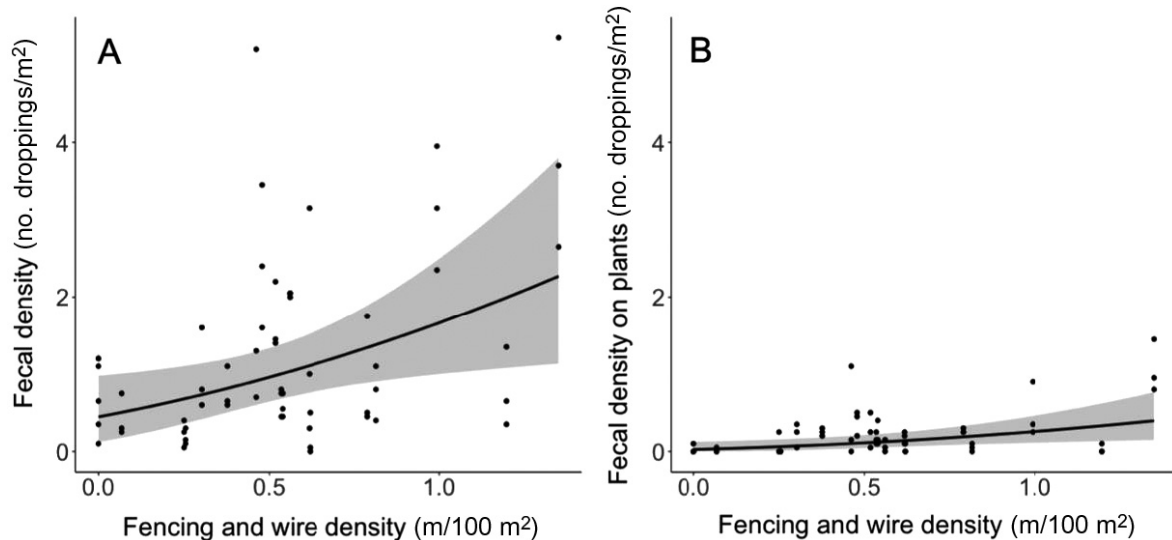 A
Fecal density (no. droppings/m²)
4
2
0
0.0 0.5 1.0
Fencing and wire density (m/100 m²)
B
Fecal density on plants (no. droppings/m²)
4
2
0
0.0 0.5 1.0
Fencing and wire density (m/100 m²)